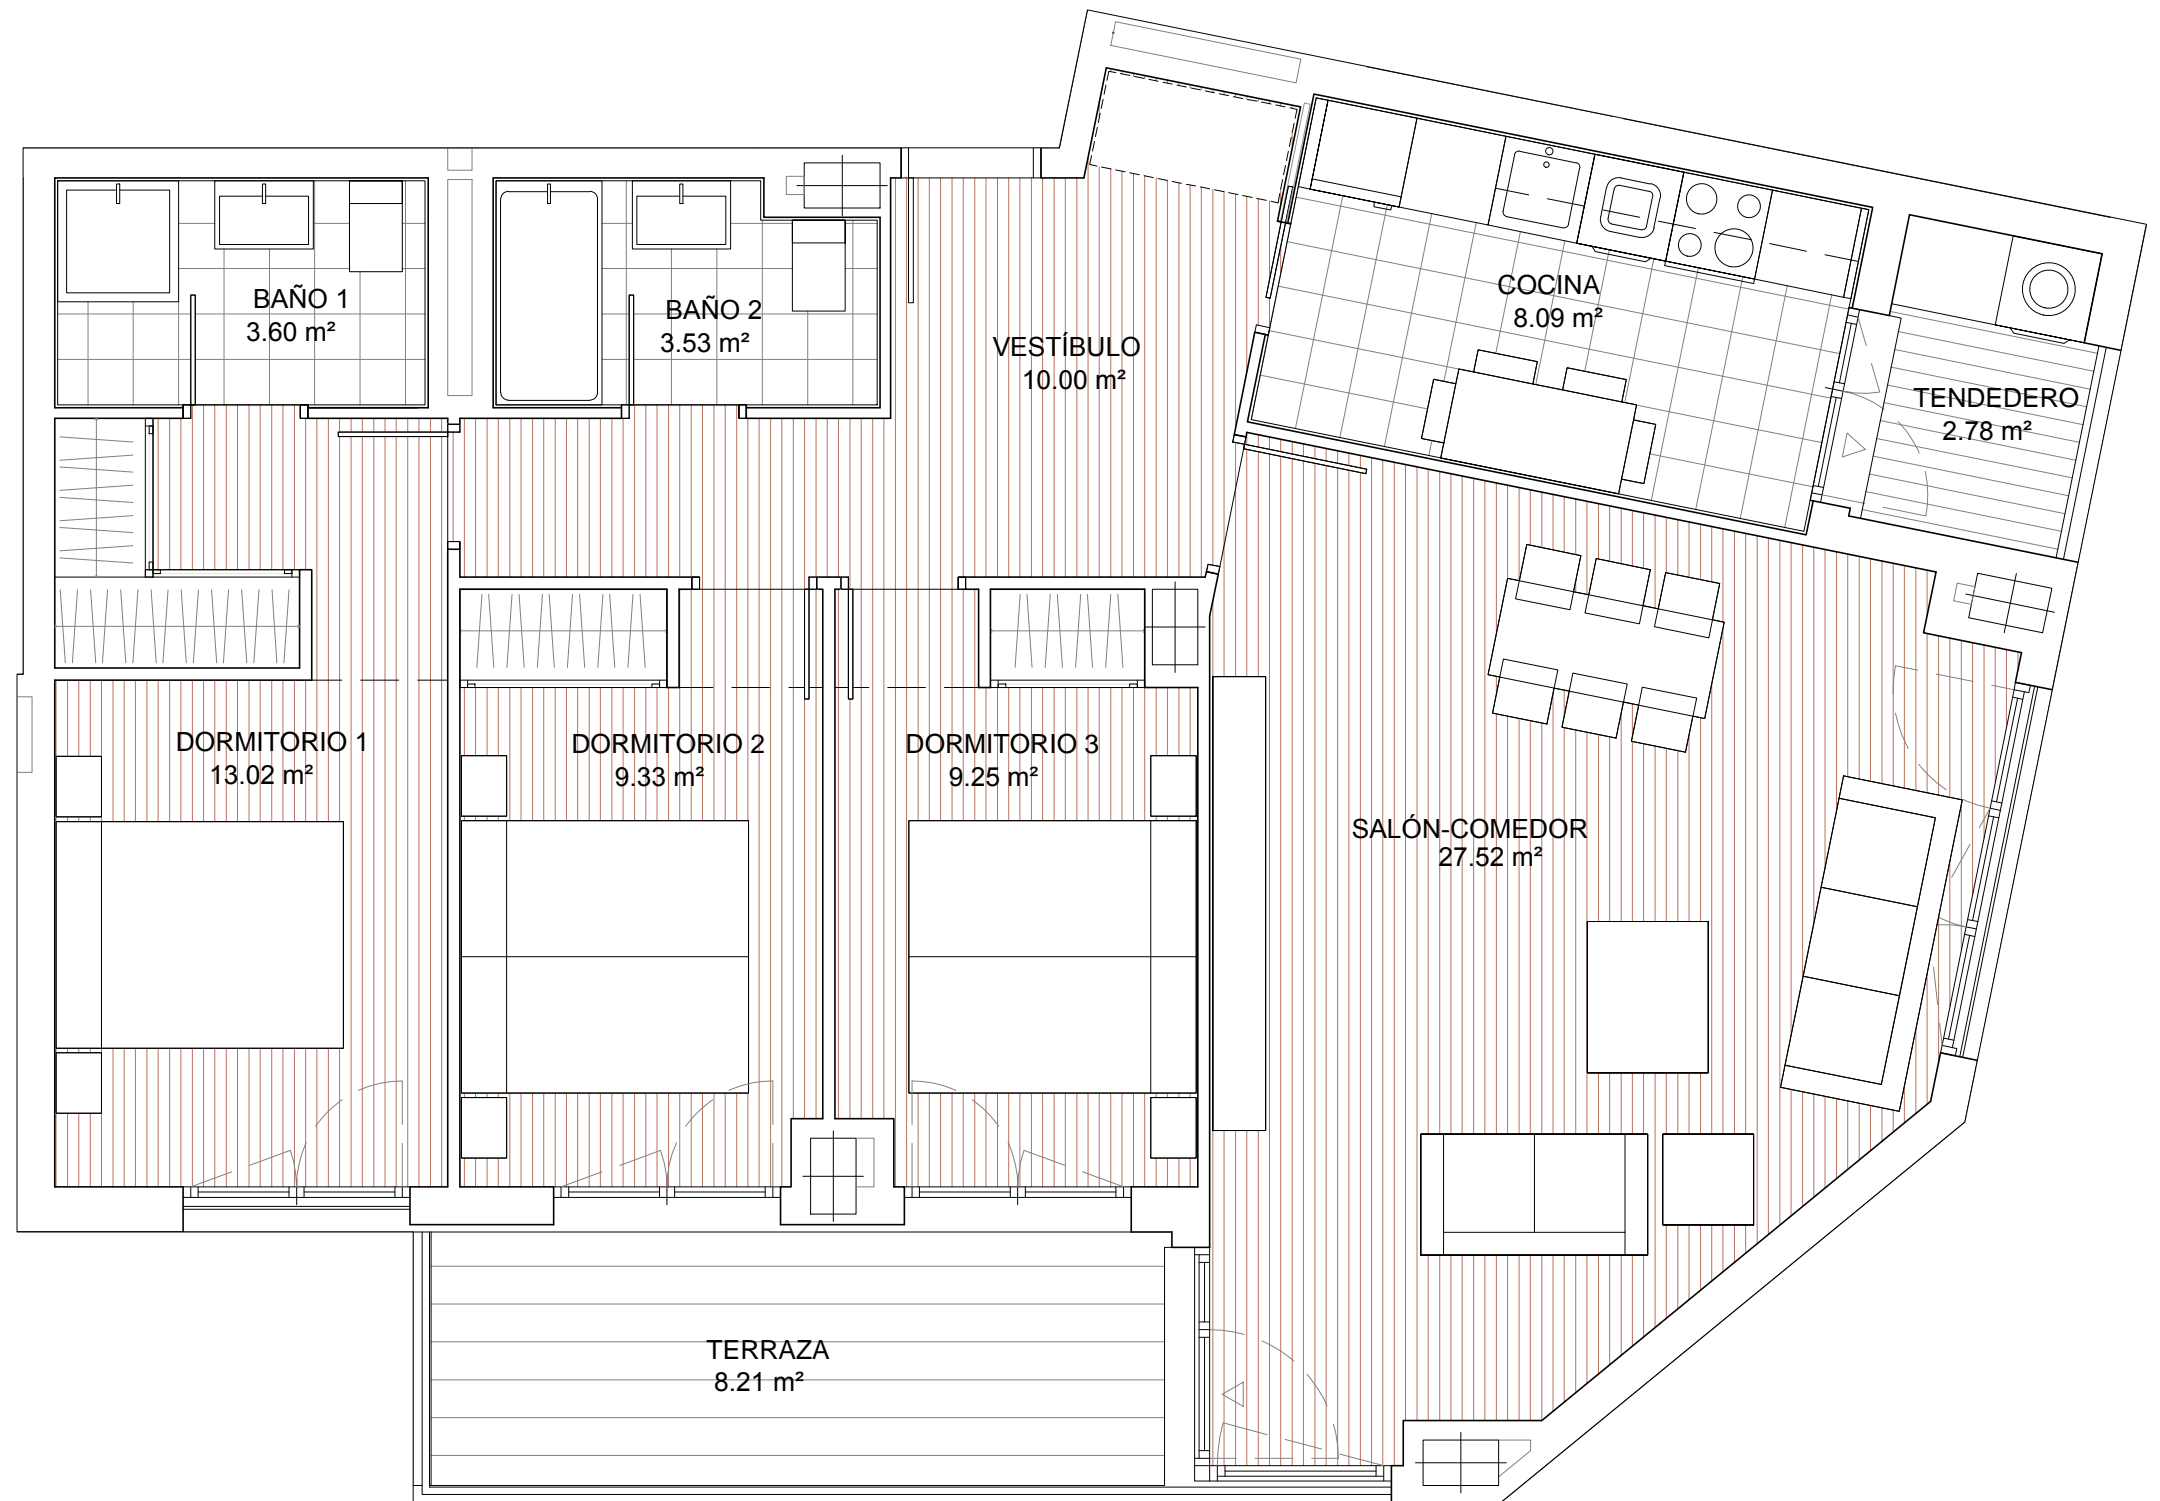 BAÑO 1
3.60 m²
BAÑO 2
3.53 m²
VESTÍBULO
10.00 m²
COCINA
8.09 m²
TENDEDERO
2.78 m²
DORMITORIO 1
13.02 m²
DORMITORIO 2
9.33 m²
DORMITORIO 3
9.25 m²
SALÓN-COMEDOR
27.52 m²
TERRAZA
8.21 m²